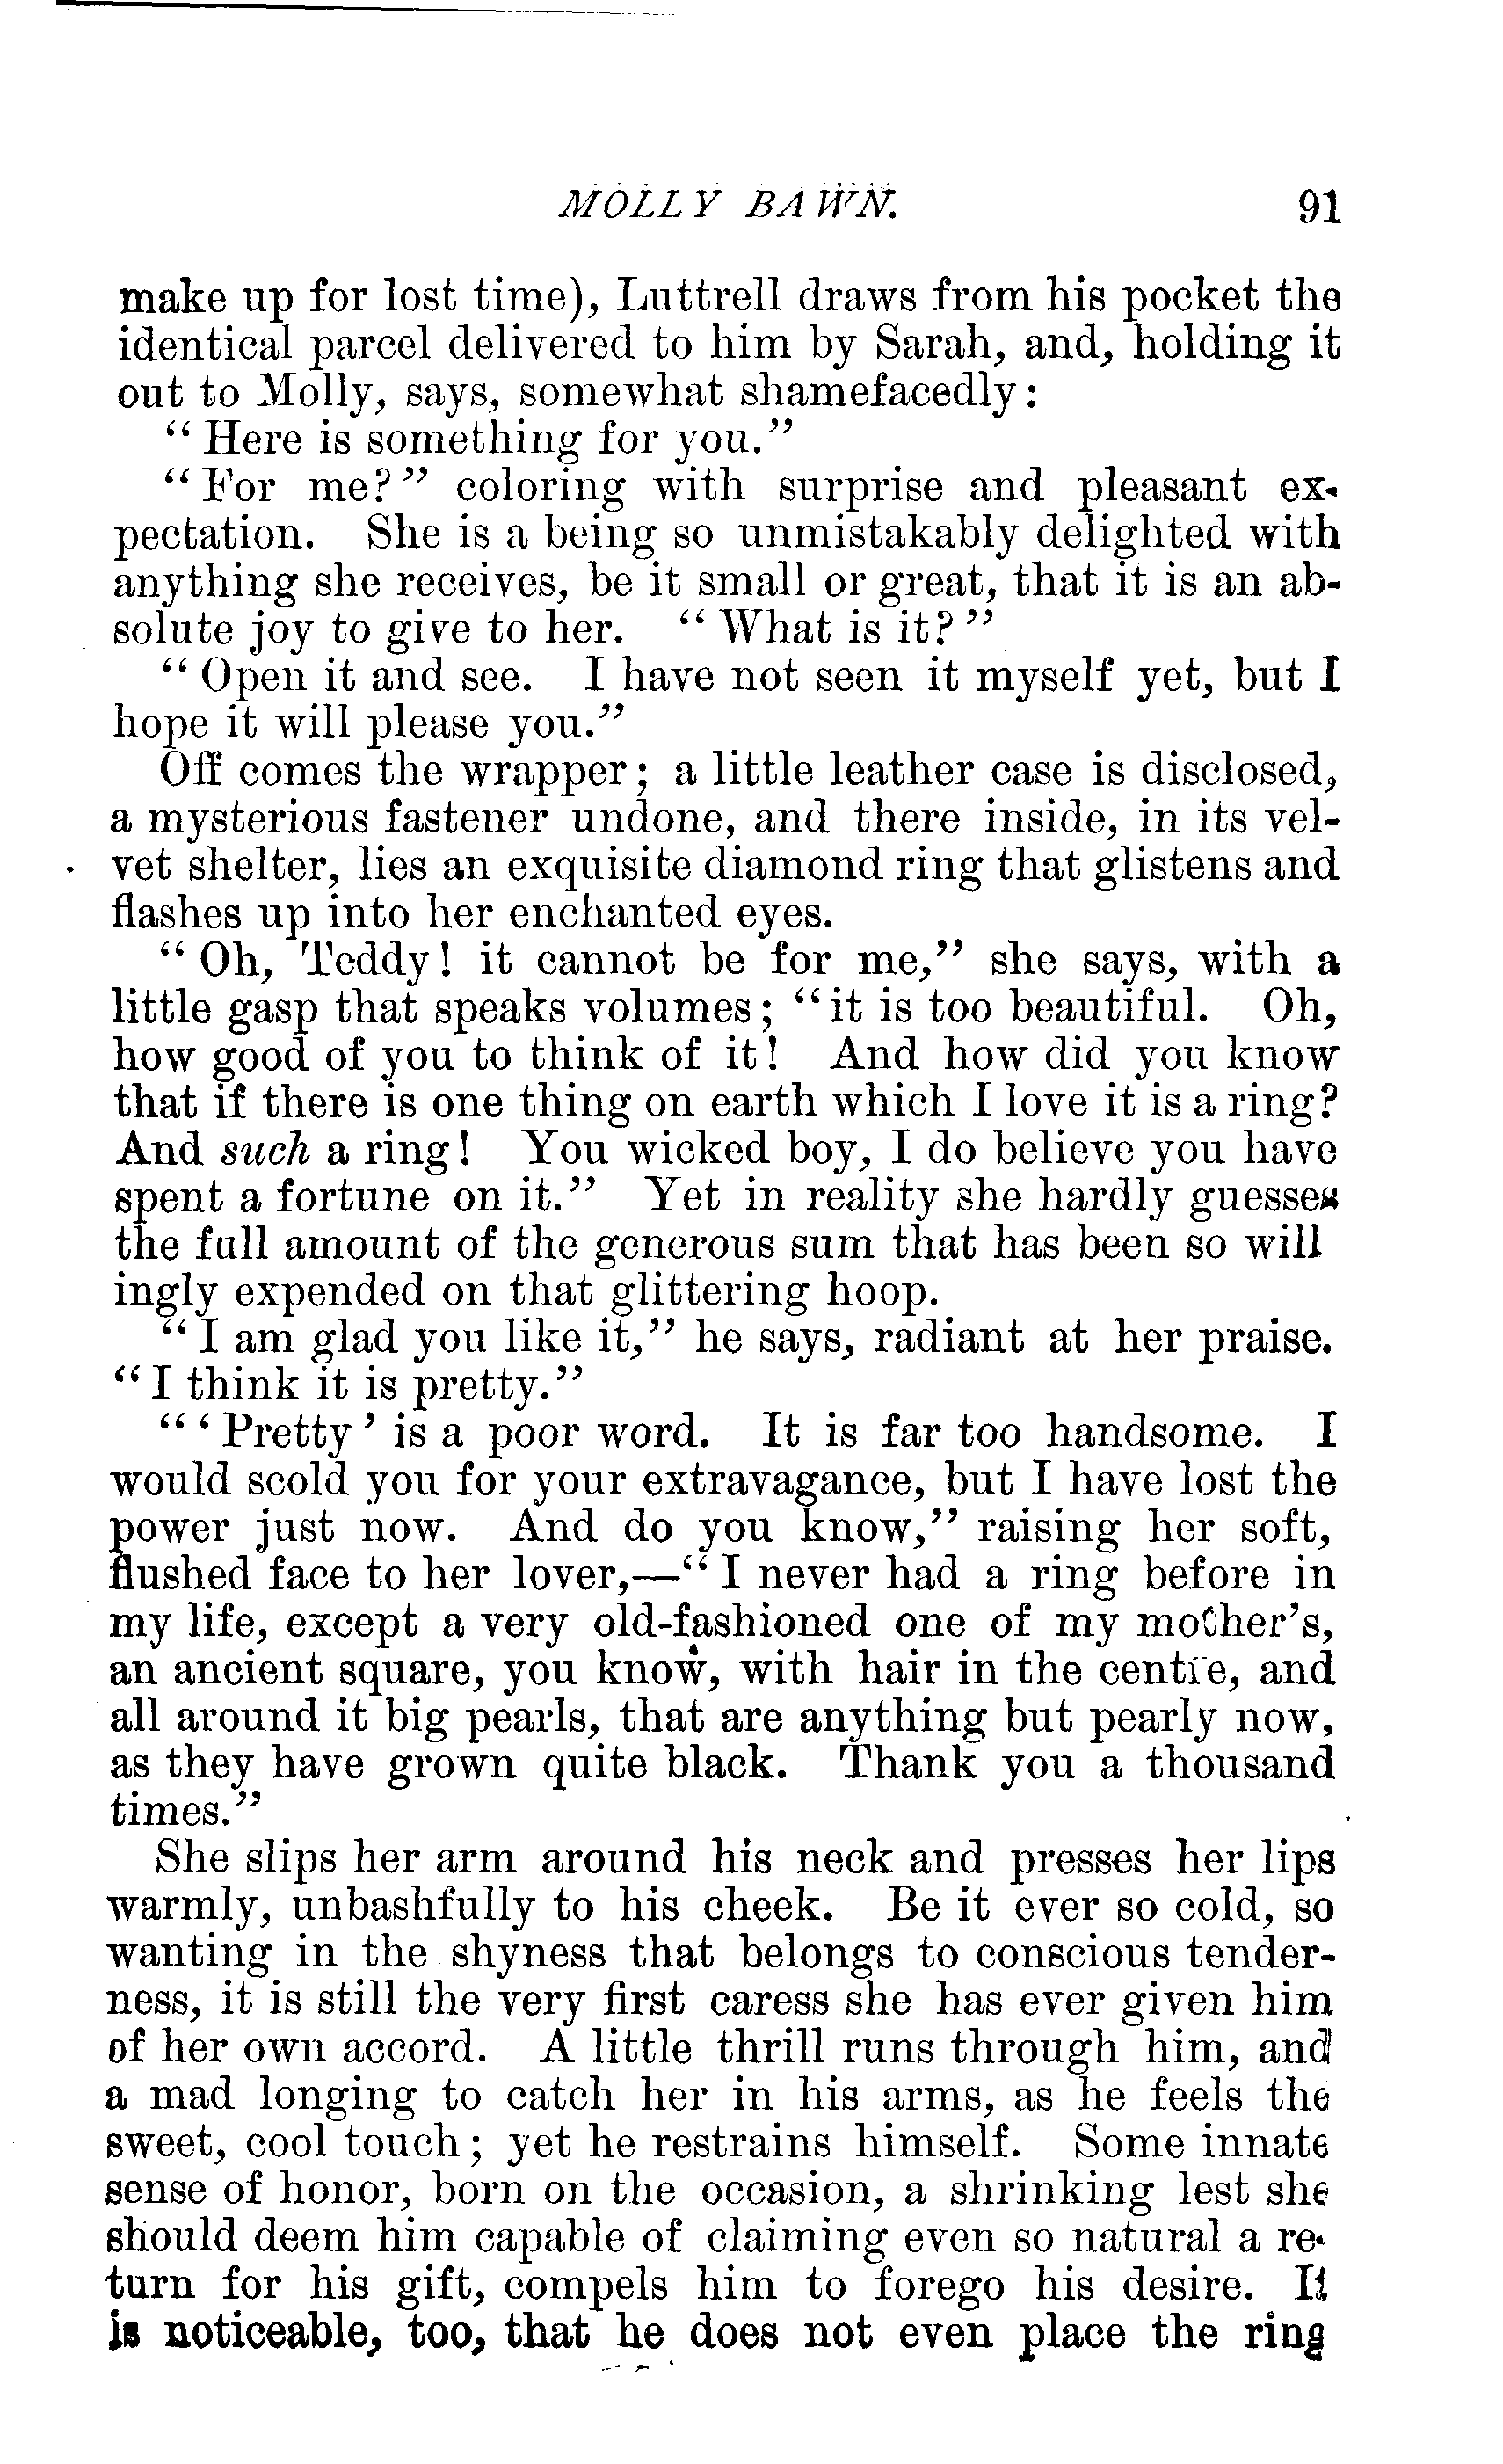 MOLLY BAWN. 91
make up for lost time), Luttrell draws from his pocket the
identical parcel delivered to him by Sarah, and, holding it
out to Molly, says, somewhat shamefacedly:
"Here is something for you."
"For me?" coloring with surprise and pleasant ex-
pectation. She is a being so unmistakably delighted with
anything she receives, be it small or great, that it is an ab-
solute joy to give to her. "What is it?"
"Open it and see. I have not seen it myself yet, but I
hope it will please you."
Off comes the wrapper; a little leather case is disclosed,
a mysterious fastener undone, and there inside, in its vel-
vet shelter, lies an exquisite diamond ring that glistens and
flashes up into her enchanted eyes.
"Oh, Teddy! it cannot be for me," she says, with a
little gasp that speaks volumes; "it is too beautiful. Oh,
how good of you to think of it! And how did you know
that if there is one thing on earth which I love it is a ring?
And such a ring! You wicked boy, I do believe you have
spent a fortune on it." Yet in reality she hardly guesses
the full amount of the generous sum that has been so will
ingly expended on that glittering hoop.
"I am glad you like it," he says, radiant at her praise.
"I think it is pretty."
"'Pretty' is a poor word. It is far too handsome. I
would scold you for your extravagance, but I have lost the
power just now. And do you know," raising her soft,
flushed face to her lover,—"I never had a ring before in
my life, except a very old-fashioned one of my mother's,
an ancient square, you know, with hair in the centre, and
all around it big pearls, that are anything but pearly now,
as they have grown quite black. Thank you a thousand
times."
She slips her arm around his neck and presses her lips
warmly, unbashfully to his cheek. Be it ever so cold, so
wanting in the shyness that belongs to conscious tender-
ness, it is still the very first caress she has ever given him
of her own accord. A little thrill runs through him, and
a mad longing to catch her in his arms, as he feels the
sweet, cool touch; yet he restrains himself. Some innate
sense of honor, born on the occasion, a shrinking lest she
should deem him capable of claiming even so natural a re-
turn for his gift, compels him to forego his desire. It
is noticeable, too, that he does not even place the ring